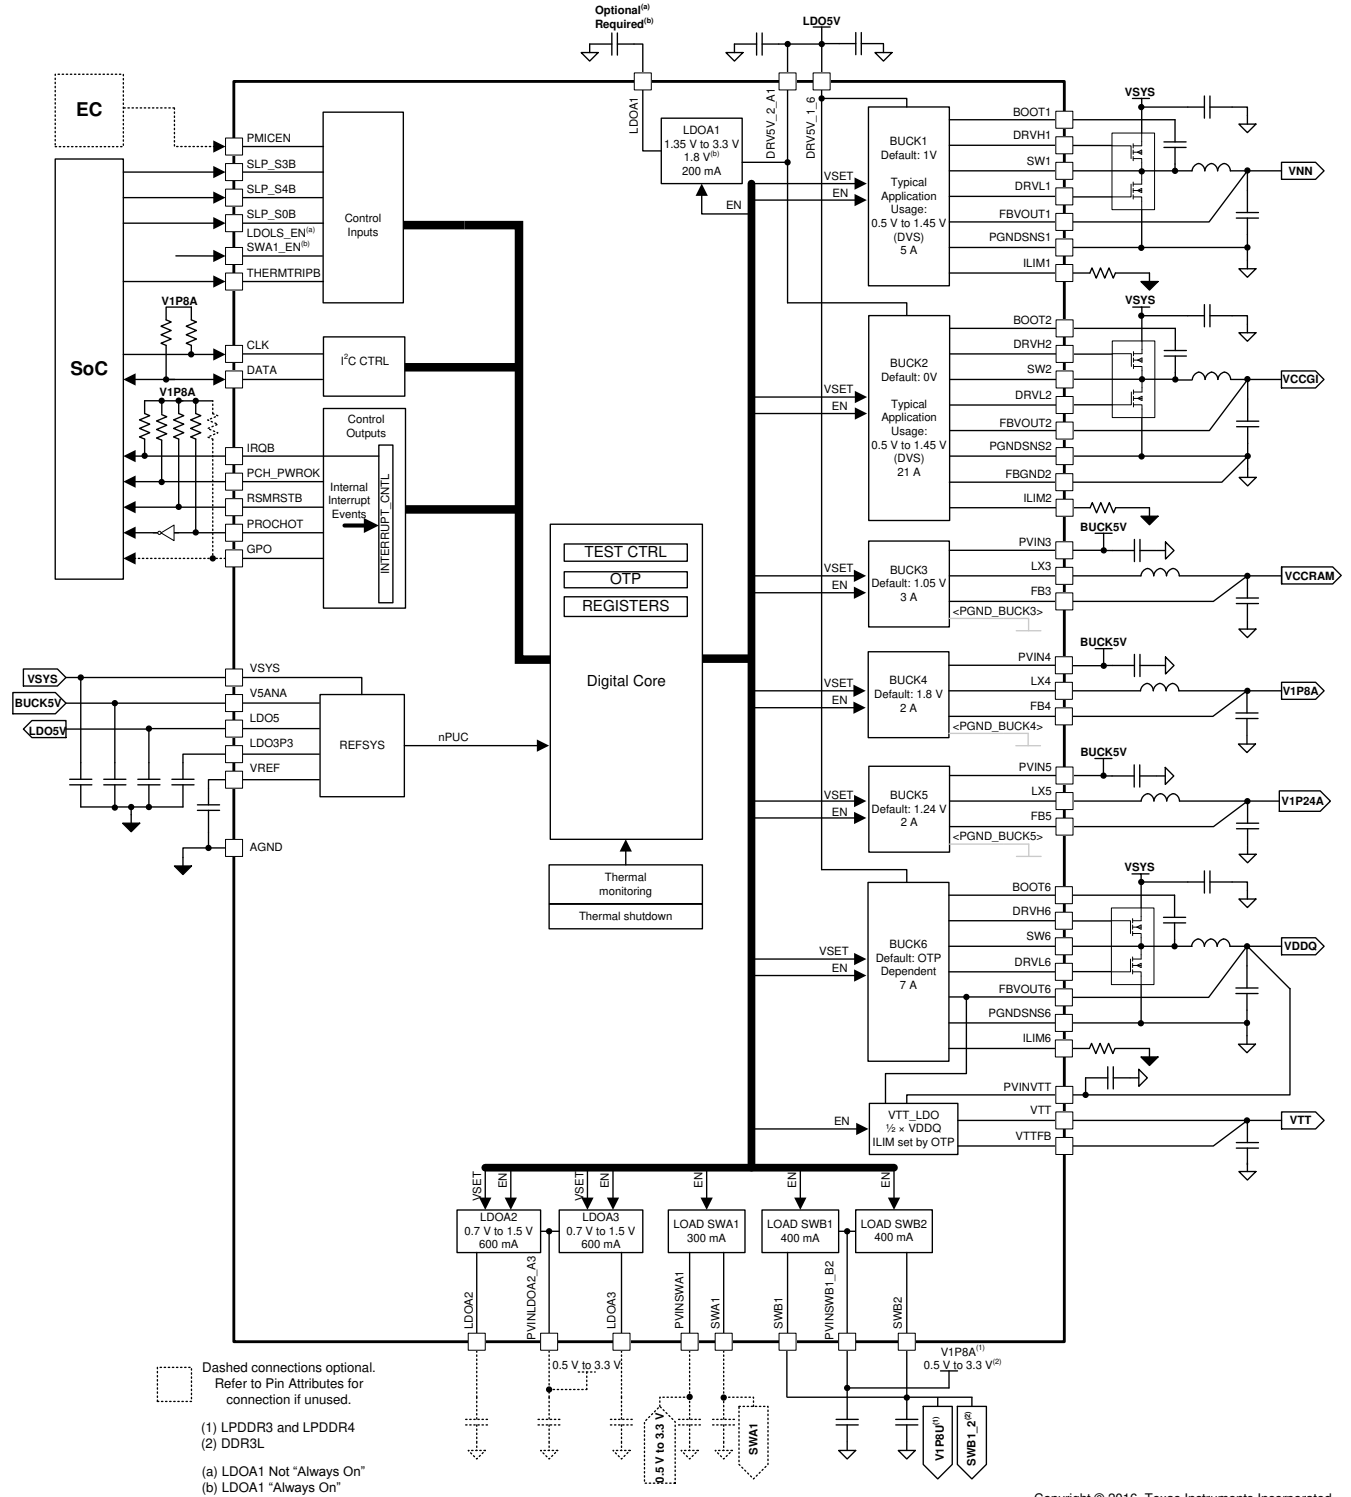 Optional(a)
Required(b)
LDO5V
EC
SoC
PMICEN
SLP_S3B
SLP_S4B
SLP_S0B
LDOLS_EN(a)
SWA1_EN(b)
THERMTRIPB
Control
Inputs
V1P8A
CLK
DATA
I2C CTRL
V1P8A
IRQB
PCH_PWROK
RSMRSTB
PROCHOT
GPO
Control
Outputs
Internal
Interrupt
Events
INTERRUPT_CNTL
LDOA1
LDOA1
1.35 V to 3.3 V
1.8 V(b)
200 mA
EN
DRV5V_2_A1
DRV5V_1_6
TEST CTRL
OTP
REGISTERS
Digital Core
Thermal
monitoring
Thermal shutdown
VSYS
BUCK5V
LDO5V
VSYS
V5ANA
LDO5
LDO3P3
VREF
AGND
REFSYS
nPUC
VSET
EN
BUCK1
Default: 1V
Typical
Application
Usage:
0.5 V to 1.45 V
(DVS)
5 A
BOOT1
DRVH1
SW1
DRVL1
FBVOUT1
PGNDSNS1
ILIM1
VSYS
VNN
VSET
EN
BUCK2
Default: 0V
Typical
Application
Usage:
0.5 V to 1.45 V
(DVS)
21 A
BOOT2
DRVH2
SW2
DRVL2
FBVOUT2
PGNDSNS2
FBGND2
ILIM2
VSYS
VCCGI
VSET
EN
BUCK3
Default: 1.05 V
3 A
PVIN3
LX3
FB3
<PGND_BUCK3>
BUCK5V
VCCRAM
VSET
EN
BUCK4
Default: 1.8 V
2 A
PVIN4
LX4
FB4
<PGND_BUCK4>
BUCK5V
V1P8A
VSET
EN
BUCK5
Default: 1.24 V
2 A
PVIN5
LX5
FB5
<PGND_BUCK5>
BUCK5V
V1P24A
VSET
EN
BUCK6
Default: OTP
Dependent
7 A
BOOT6
DRVH6
SW6
DRVL6
FBVOUT6
PGNDSNS6
ILIM6
VSYS
VDDQ
EN
VTT_LDO
½ × VDDQ
ILIM set by OTP
PVINVTT
VTT
VTTFB
VTT
VSET
EN
VSET
EN
EN
EN
EN
LDOA2
0.7 V to 1.5 V
600 mA
LDOA3
0.7 V to 1.5 V
600 mA
LOAD SWA1
300 mA
LOAD SWB1
400 mA
LOAD SWB2
400 mA
LDOA2
PVINLDOA2_A3
LDOA3
PVINSWA1
SWA1
SWB1
PVINSWB1_B2
SWB2
0.5 V to 3.3 V
0.5 V to 3.3 V
SWA1
V1P8A(1)
0.5 V to 3.3 V(2)
V1P8U(1)
SWB1_2(2)
Dashed connections optional.
Refer to Pin Attributes for
connection if unused.
(1) LPDDR3 and LPDDR4
(2) DDR3L
(a) LDOA1 Not “Always On”
(b) LDOA1 “Always On”
Copyright © 2016, Texas Instruments Incorporated